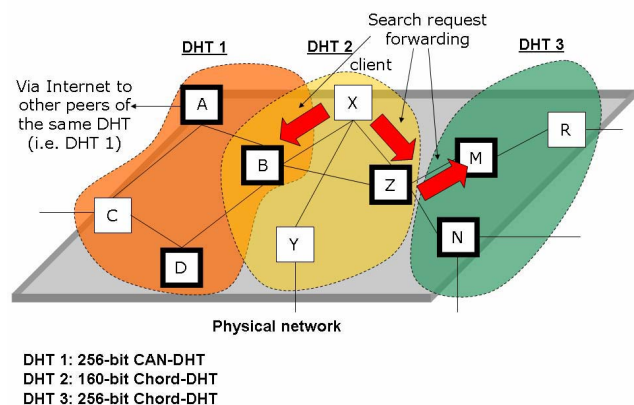 Search request
forwarding
DHT 1
DHT 2
DHT 3
client
Via Internet to
other peers of
the same DHT
(i.e. DHT 1)
A
X
R
B
M
Z
C
Y
N
D
Physical network
DHT 1: 256-bit CAN-DHT
DHT 2: 160-bit Chord-DHT
DHT 3: 256-bit Chord-DHT